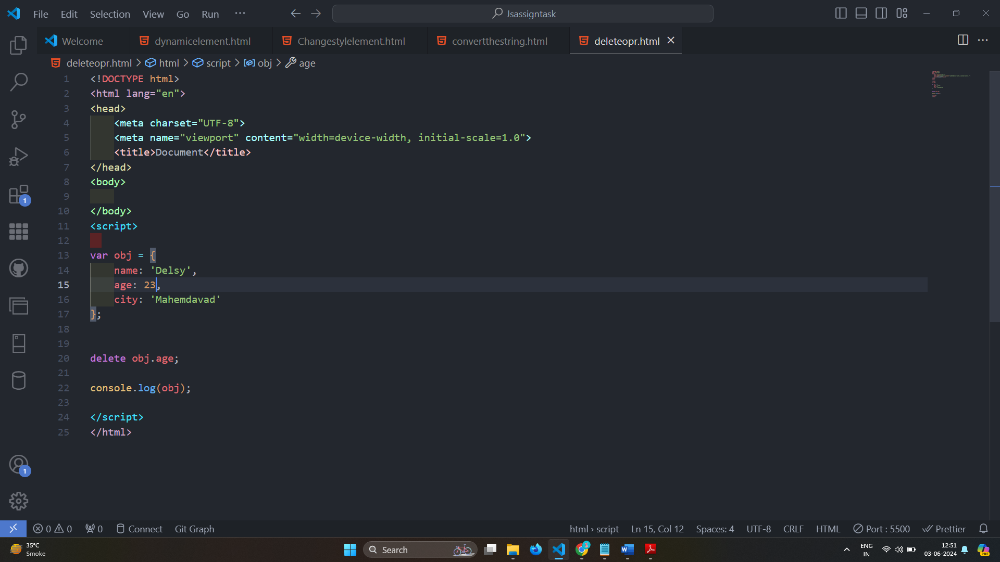 File Edit Selection View Go Run ··· Jsassigntask
Welcome dynamicelement.html Changestylelement.html convertthestring.html deleteopr.html
deleteopr.html > html > script > obj > age
1 <!DOCTYPE html>
2 <html lang="en">
3 <head>
4 <meta charset="UTF-8">
5 <meta name="viewport" content="width=device-width, initial-scale=1.0">
6 <title>Document</title>
7 </head>
8 <body>
9
10 </body>
11 <script>
12
13 var obj = {
14 name: 'Delsy',
15 age: 23,
16 city: 'Mahemdavad'
17 };
18
19
20 delete obj.age;
21
22 console.log(obj);
23
24 </script>
25 </html>
1
1
0 0 0 Connect Git Graph html › script Ln 15, Col 12 Spaces: 4 UTF-8 CRLF HTML Port : 5500 Prettier
35°C
Smoke
Search
ENG
IN
12:51
03-06-2024
PRE